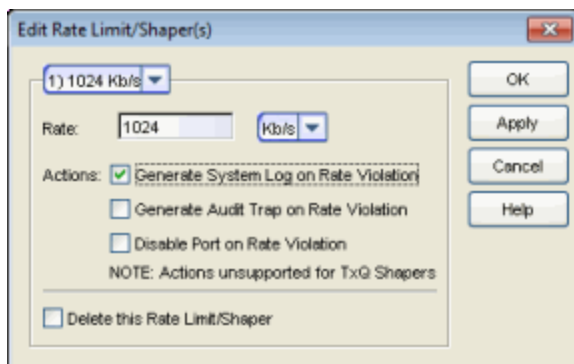 Edit Rate Limit/Shaper(s)
1) 1024 Kb/s
OK
Rate: 1024 Kb/s
Apply
Actions: Generate System Log on Rate Violation
Cancel
Generate Audit Trap on Rate Violation
Help
Disable Port on Rate Violation
NOTE: Actions unsupported for TxQ Shapers
Delete this Rate Limit/Shaper